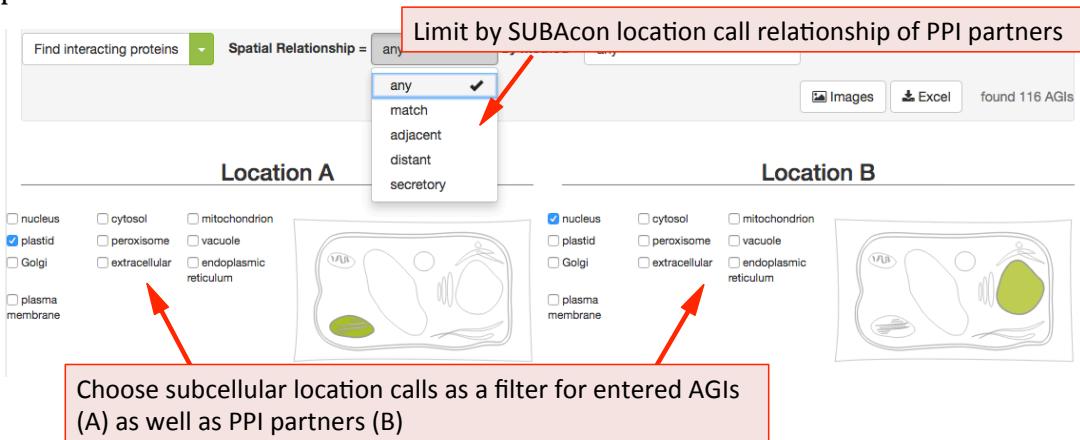 Limit by SUBAcon location call relationship of PPI partners
Find interacting proteins
Spatial Relationship =
any
any
match
adjacent
distant
secretory
Images
Excel
found 116 AGIs
Location A
nucleus cytosol mitochondrion
plastid peroxisome vacuole
Golgi extracellular endoplasmic
reticulum
plasma
membrane
Location B
nucleus cytosol mitochondrion
plastid peroxisome vacuole
Golgi extracellular endoplasmic
reticulum
plasma
membrane
Choose subcellular location calls as a filter for entered AGIs
(A) as well as PPI partners (B)